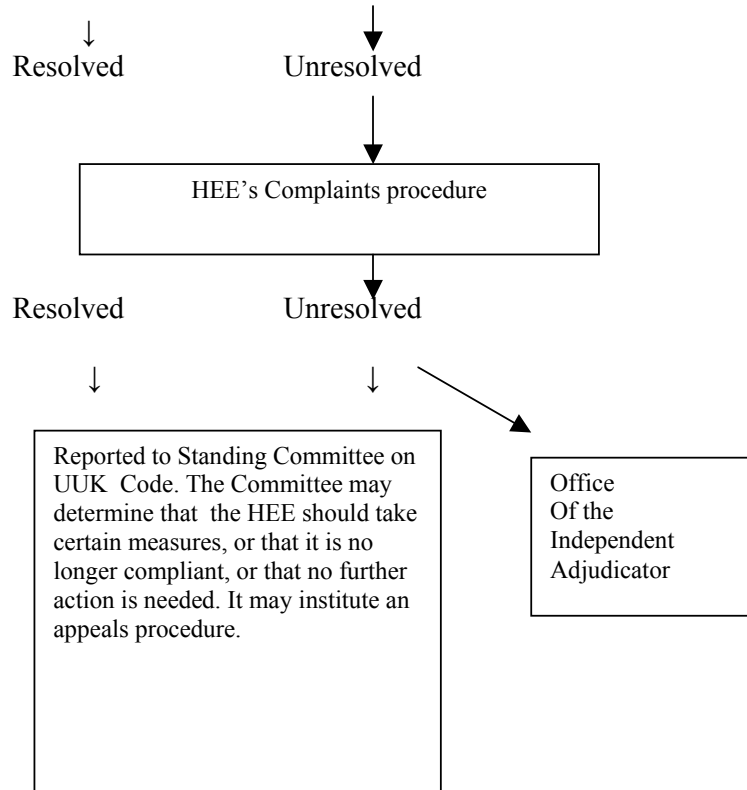 ↓
Resolved Unresolved
HEE’s Complaints procedure
Resolved Unresolved
↓ ↓
Reported to Standing Committee on
UUK Code. The Committee may
determine that the HEE should take
certain measures, or that it is no
longer compliant, or that no further
action is needed. It may institute an
appeals procedure.
Office
Of the
Independent
Adjudicator